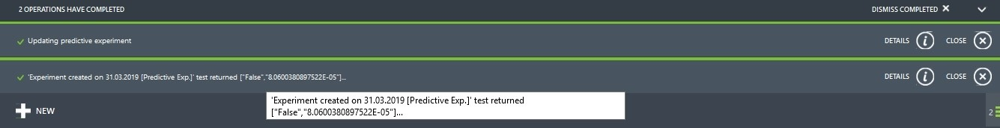 2 OPERATIONS HAVE COMPLETED DISMISS COMPLETED
Updating predictive experiment DETAILS CLOSE
'Experiment created on 31.03.2019 [Predictive Exp.]' test returned ["False","8.0600380897522E-05"]... DETAILS CLOSE
'Experiment created on 31.03.2019 [Predictive Exp.]' test returned
["False","8.0600380897522E-05"]...
NEW 2